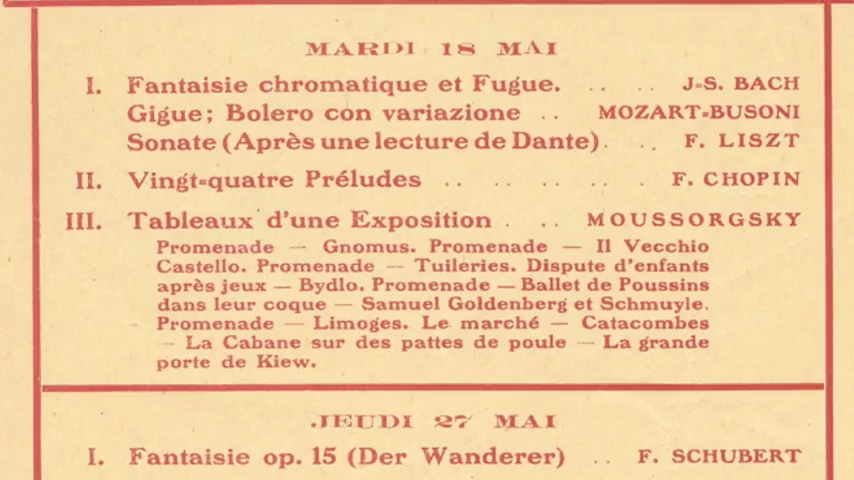 MARDI 18 MAI
I. Fantaisie chromatique et Fugue. .. .. J=S. BACH
Gigue; Bolero con variazione .. MOZART=BUSONI
Sonate (Après une lecture de Dante). .. F. LISZT
II. Vingt=quatre Préludes .. .. .. .. . F. CHOPIN
III. Tableaux d'une Exposition . .. MOUSSORGSKY
Promenade — Gnomus. Promenade — Il Vecchio
Castello. Promenade — Tuileries. Dispute d'enfants
après jeux — Bydlo. Promenade — Ballet de Poussins
dans leur coque — Samuel Goldenberg et Schmuyle.
Promenade — Limoges. Le marché — Catacombes
— La Cabane sur des pattes de poule — La grande
porte de Kiew.
JEUDI 27 MAI
I. Fantaisie op. 15 (Der Wanderer) .. F. SCHUBERT